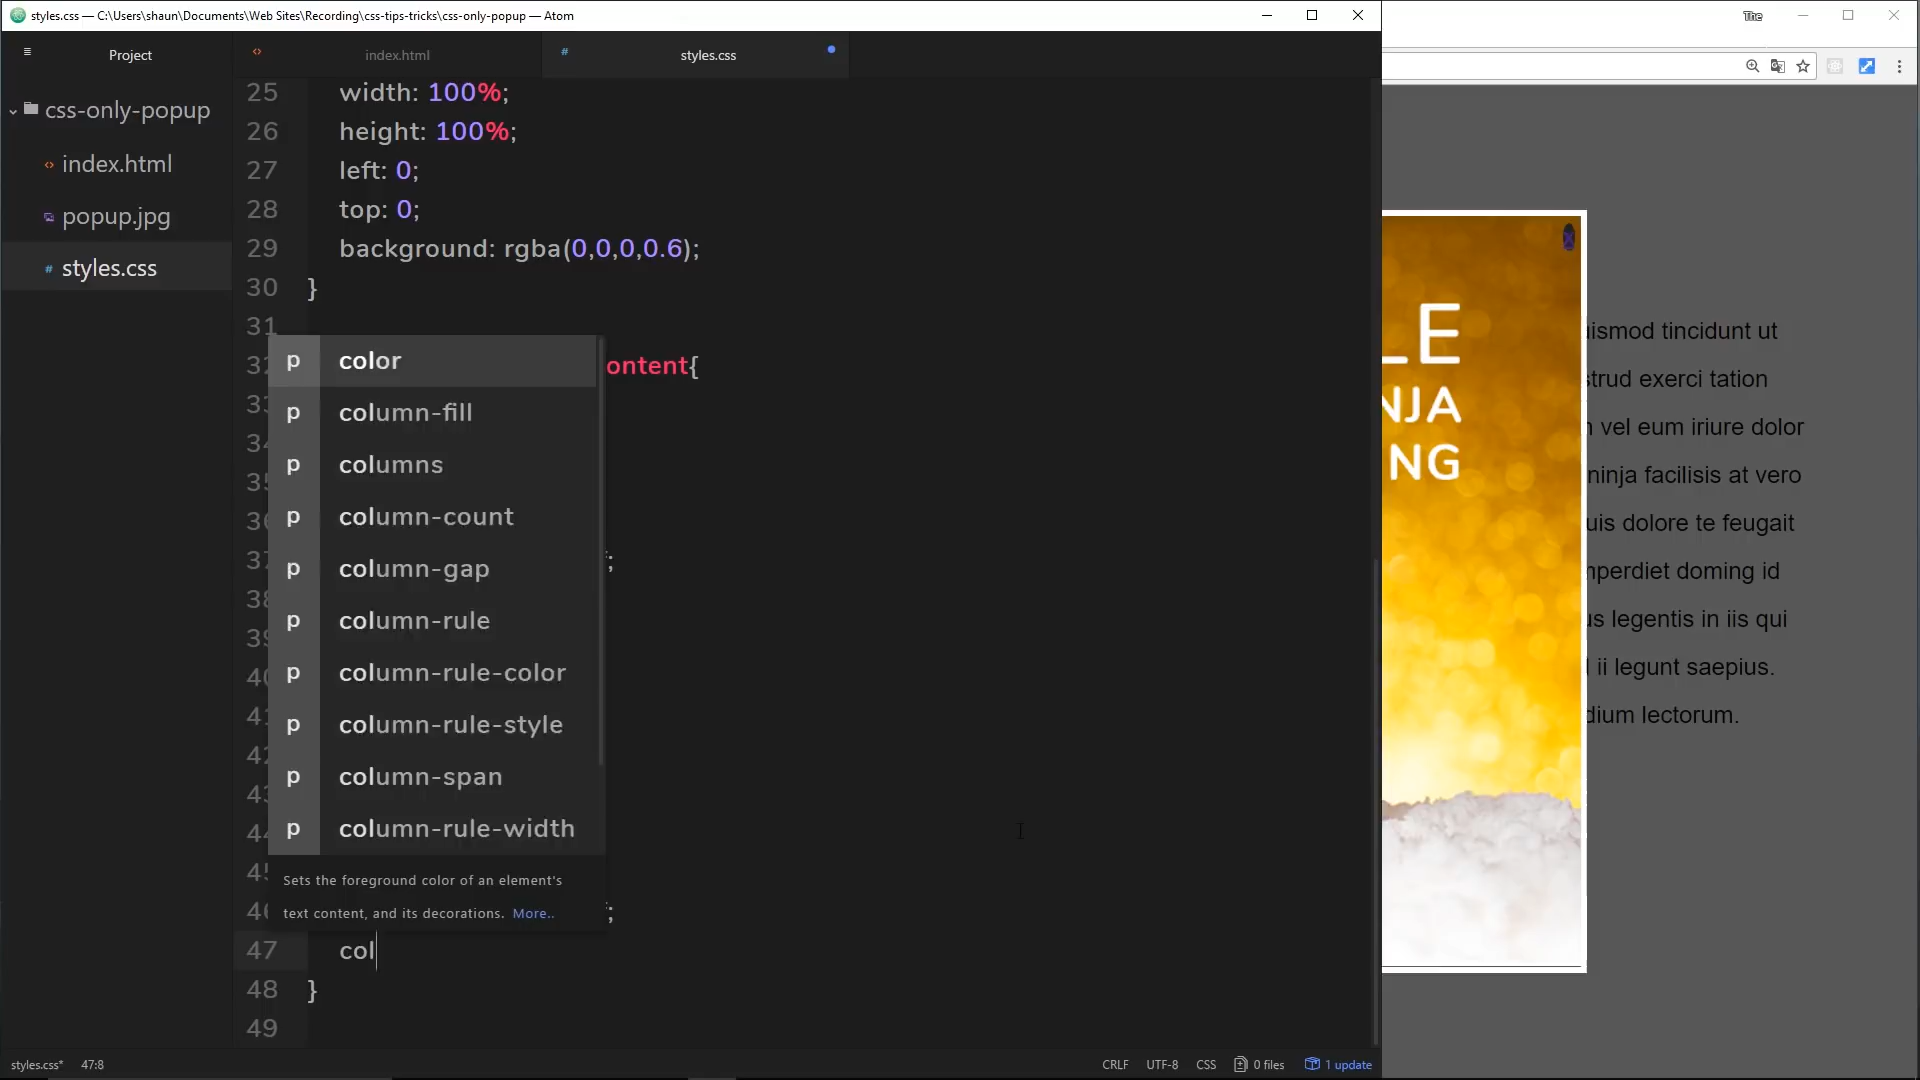 styles.css — C:\Users\shaun\Documents\Web Sites\Recording\css-tips-tricks\css-only-popup — Atom
The
Project
index.html
styles.css
css-only-popup
index.html
popup.jpg
styles.css
25 width: 100%;
26 height: 100%;
27 left: 0;
28 top: 0;
29 background: rgba(0,0,0,0.6);
30 }
31
ontent{
;
;
p color
p column-fill
p columns
p column-count
p column-gap
p column-rule
p column-rule-color
p column-rule-style
p column-span
p column-rule-width
Sets the foreground color of an element's
text content, and its decorations. More..
47 col
48 }
49
styles.css* 47:8
CRLF UTF-8 CSS 0 files 1 update
LE
NJA
NG
ismod tincidunt ut
strud exerci tation
vel eum iriure dolor
ninja facilisis at vero
uis dolore te feugait
mperdiet doming id
us legentis in iis qui
ii legunt saepius.
dium lectorum.